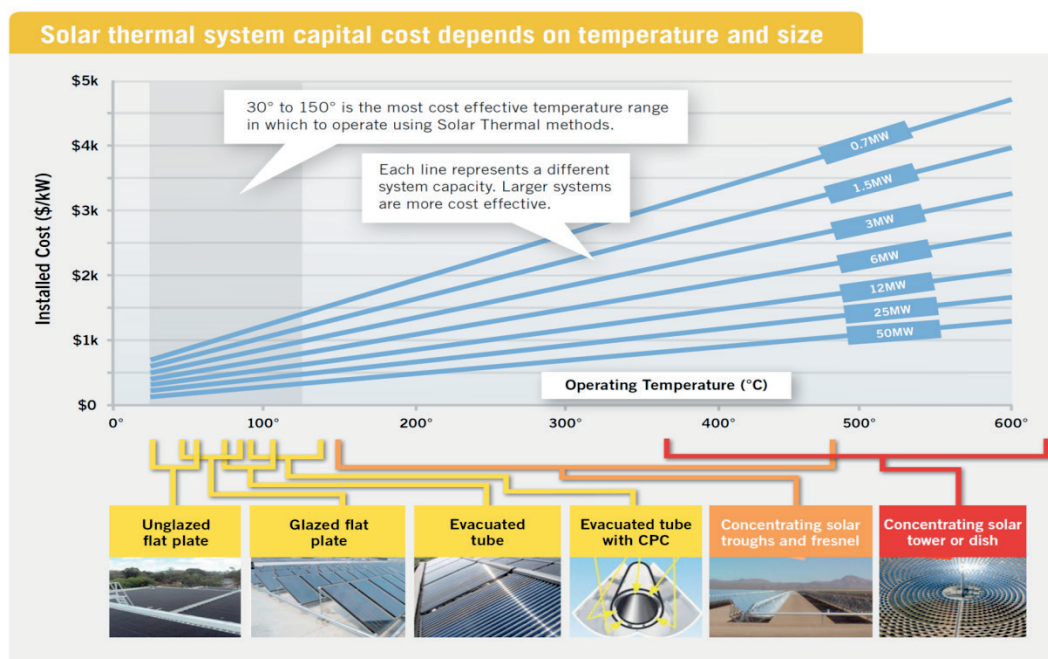 Solar thermal system capital cost depends on temperature and size
$5k
$4k
$3k
$2k
$1k
$0
Installed Cost ($/kW)
30° to 150° is the most cost effective temperature range
in which to operate using Solar Thermal methods.
Each line represents a different
system capacity. Larger systems
are more cost effective.
0.7MW
1.5MW
3MW
6MW
12MW
25MW
50MW
Operating Temperature (°C)
0°
100°
200°
300°
400°
500°
600°
Unglazed
flat plate
Glazed flat
plate
Evacuated
tube
Evacuated tube
with CPC
Concentrating solar
troughs and fresnel
Concentrating solar
tower or dish